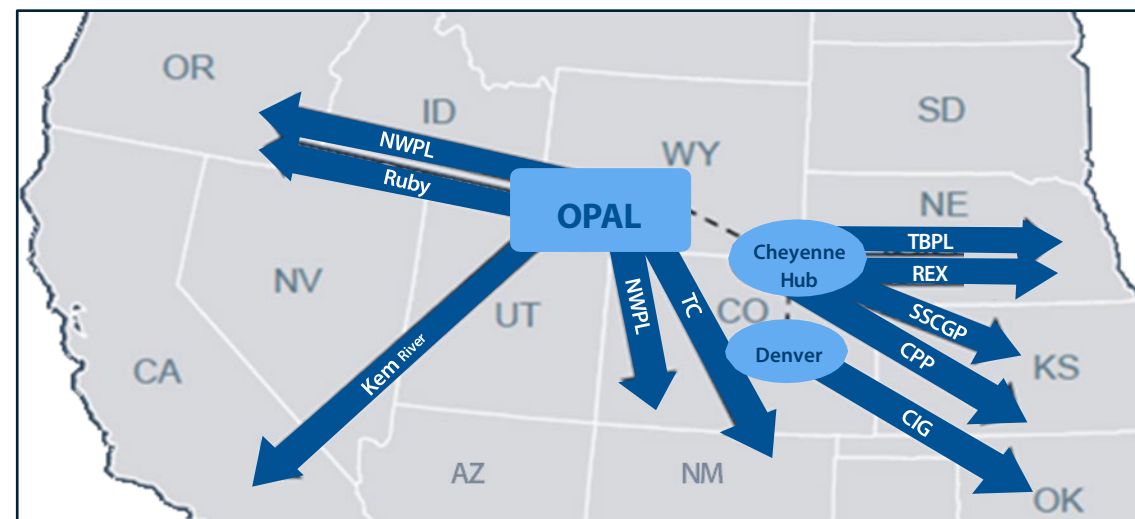 OR
ID
SD
NWPL
WY
Ruby
NE
OPAL
TBPL
Cheyenne
Hub
REX
NV
NWPL
TC
UT
CO
SSCGP
Denver
CPP
KS
Kem River
CA
CIG
AZ
NM
OK